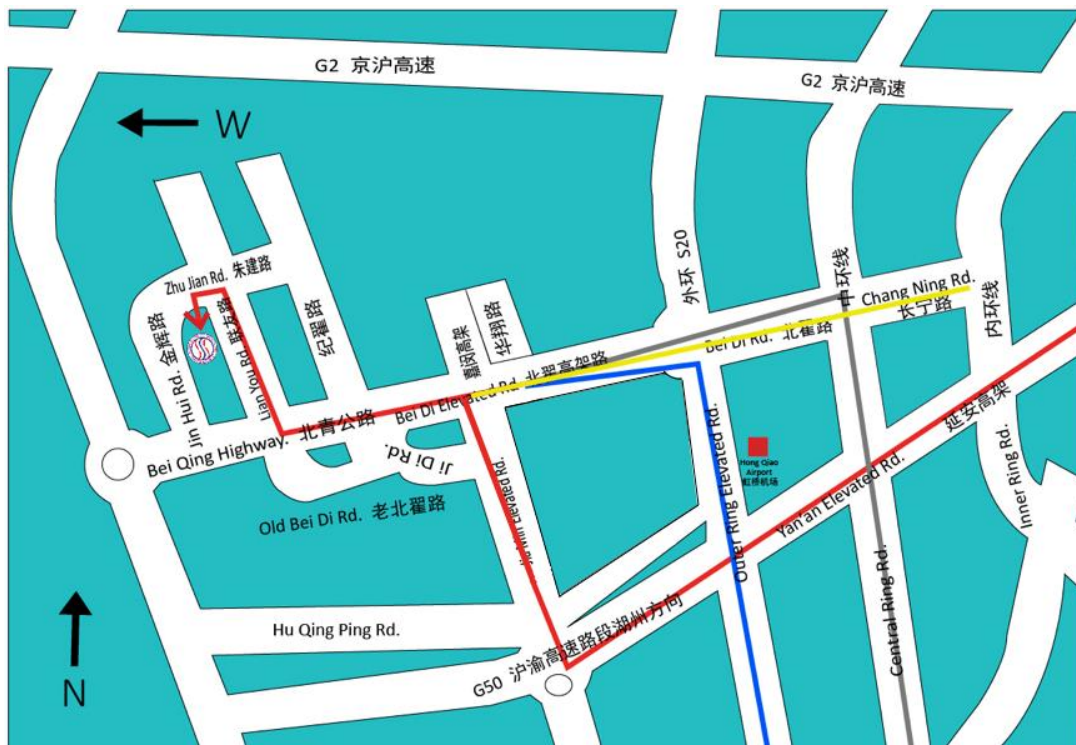 G2 京沪高速
G2 京沪高速
W
Zhu Jian Rd. 朱建路
Jin Hui Rd. 金辉路
Lian You Rd. 联友路
纪翟路
嘉闵高架
华翔路
外环 S20
中环线
内环线
Chang Ning Rd.
长宁路
Bei Di Rd. 北翟路
Bei Di Elevated Rd. 北翟高架路
Bei Qing Highway. 北青公路
Ji Di Rd.
Old Bei Di Rd. 老北翟路
Jia Min Elevated Rd.
Outer Ring Elevated Rd.
Hong Qiao
Airport
虹桥机场
延安高架
Yan'an Elevated Rd.
Inner Ring Rd.
Central Ring Rd.
Hu Qing Ping Rd.
G50 沪渝高速路段湖州方向
N